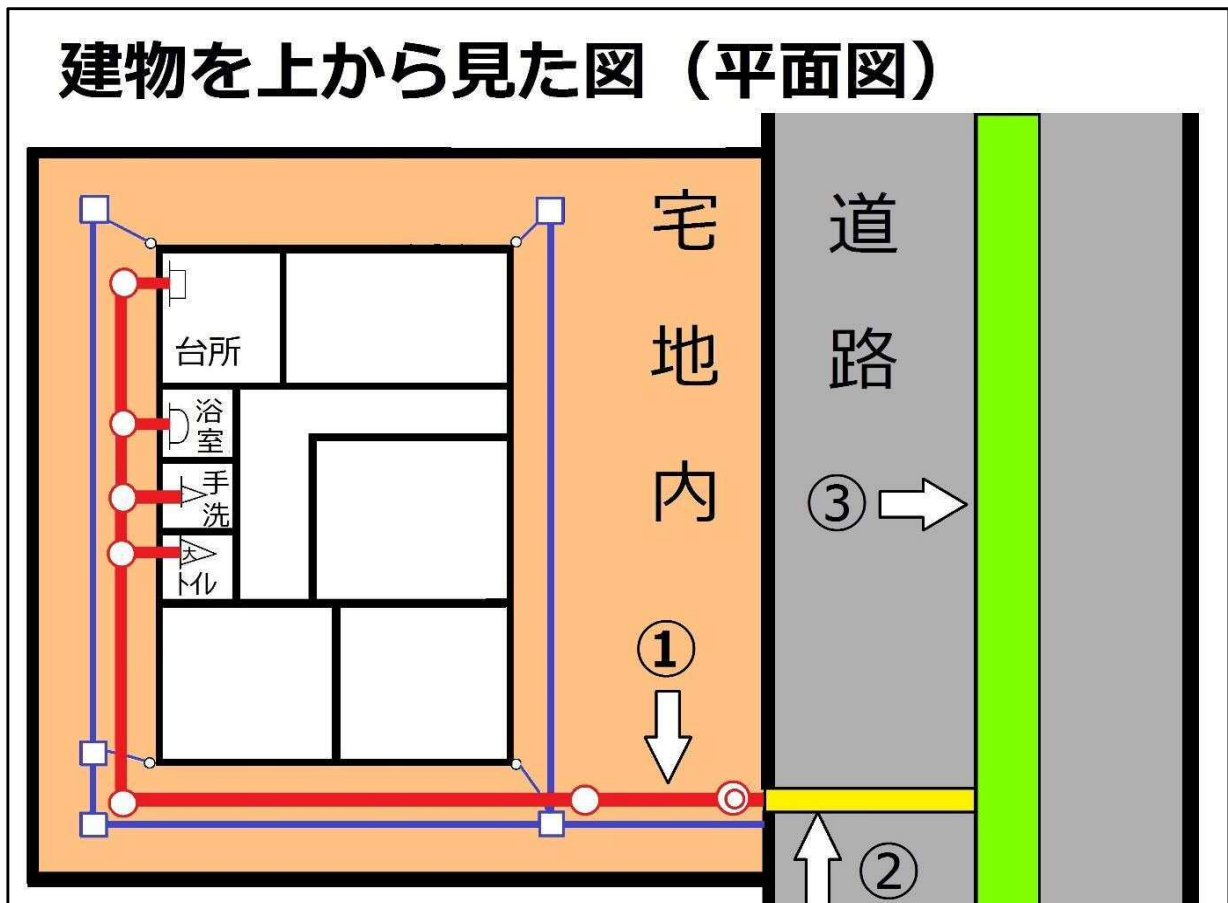 建物を上から見た図（平面図）
宅地内
道路
台所
浴室
手洗
大
トイレ
①
②
③